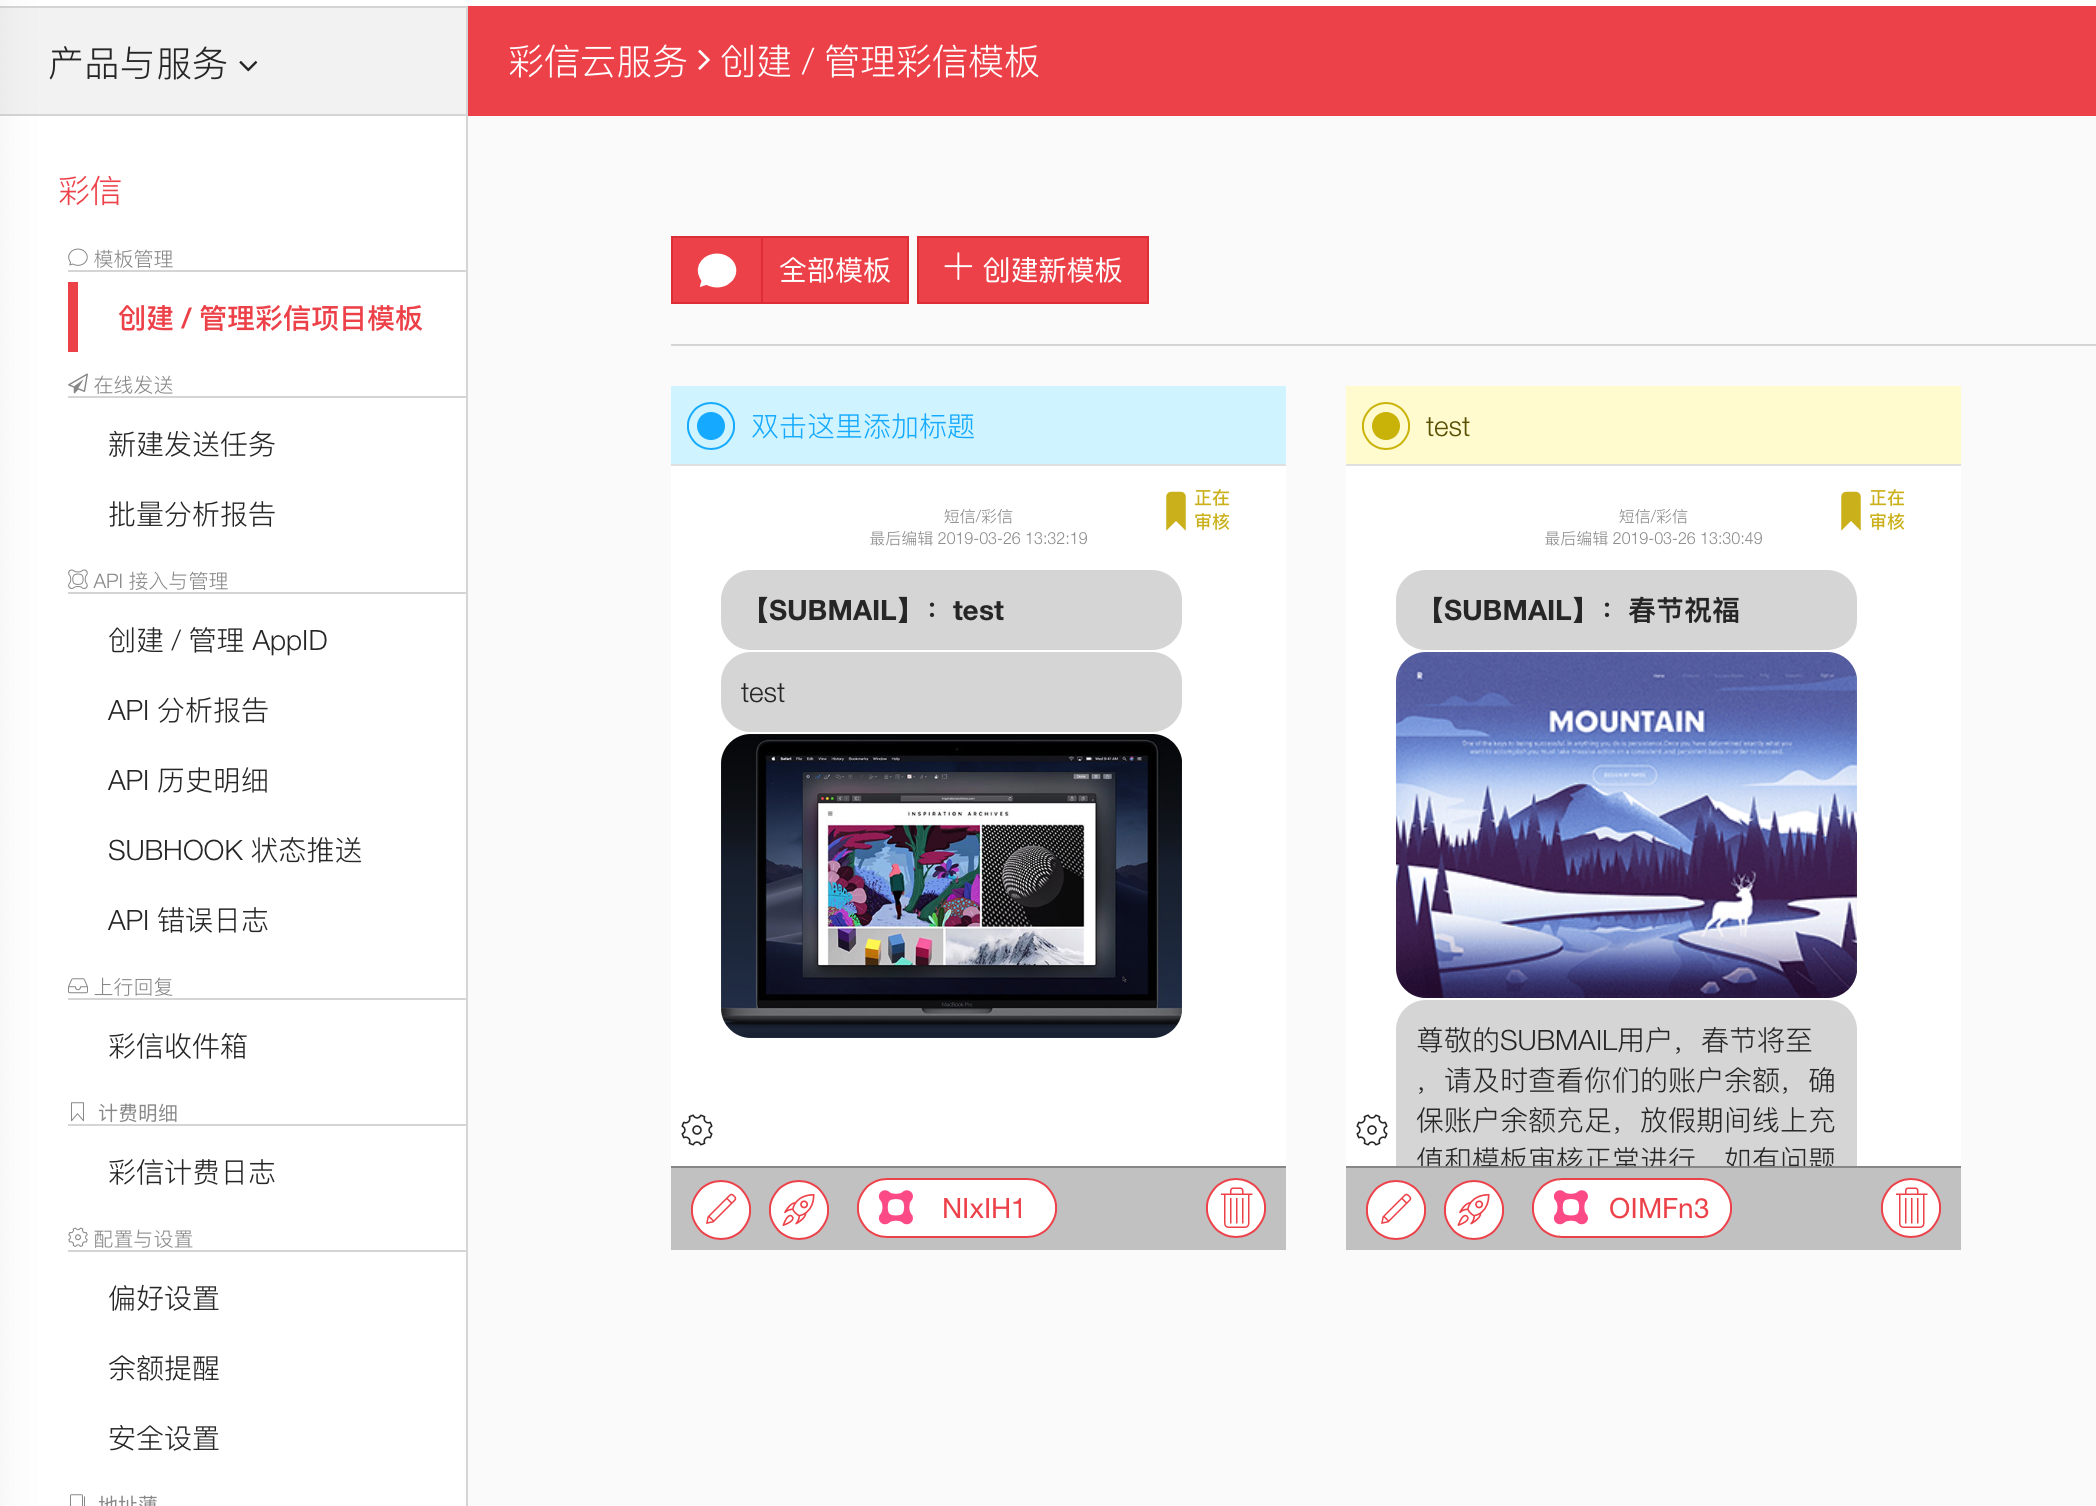 产品与服务
彩信云服务 > 创建 / 管理彩信模板
彩信
模板管理
创建 / 管理彩信项目模板
在线发送
新建发送任务
批量分析报告
API 接入与管理
创建 / 管理 AppID
API 分析报告
API 历史明细
SUBHOOK 状态推送
API 错误日志
上行回复
彩信收件箱
计费明细
彩信计费日志
配置与设置
偏好设置
余额提醒
安全设置
地址薄
全部模板
创建新模板
双击这里添加标题
正在
审核
短信/彩信
最后编辑 2019-03-26 13:32:19
【SUBMAIL】：test
test
INSPIRATION ARCHIVES
NIxIH1
test
正在
审核
短信/彩信
最后编辑 2019-03-26 13:30:49
【SUBMAIL】：春节祝福
MOUNTAIN
尊敬的SUBMAIL用户，春节将至
，请及时查看你们的账户余额，确
保账户余额充足，放假期间线上充
值和模板审核正常进行，如有问题
OIMFn3